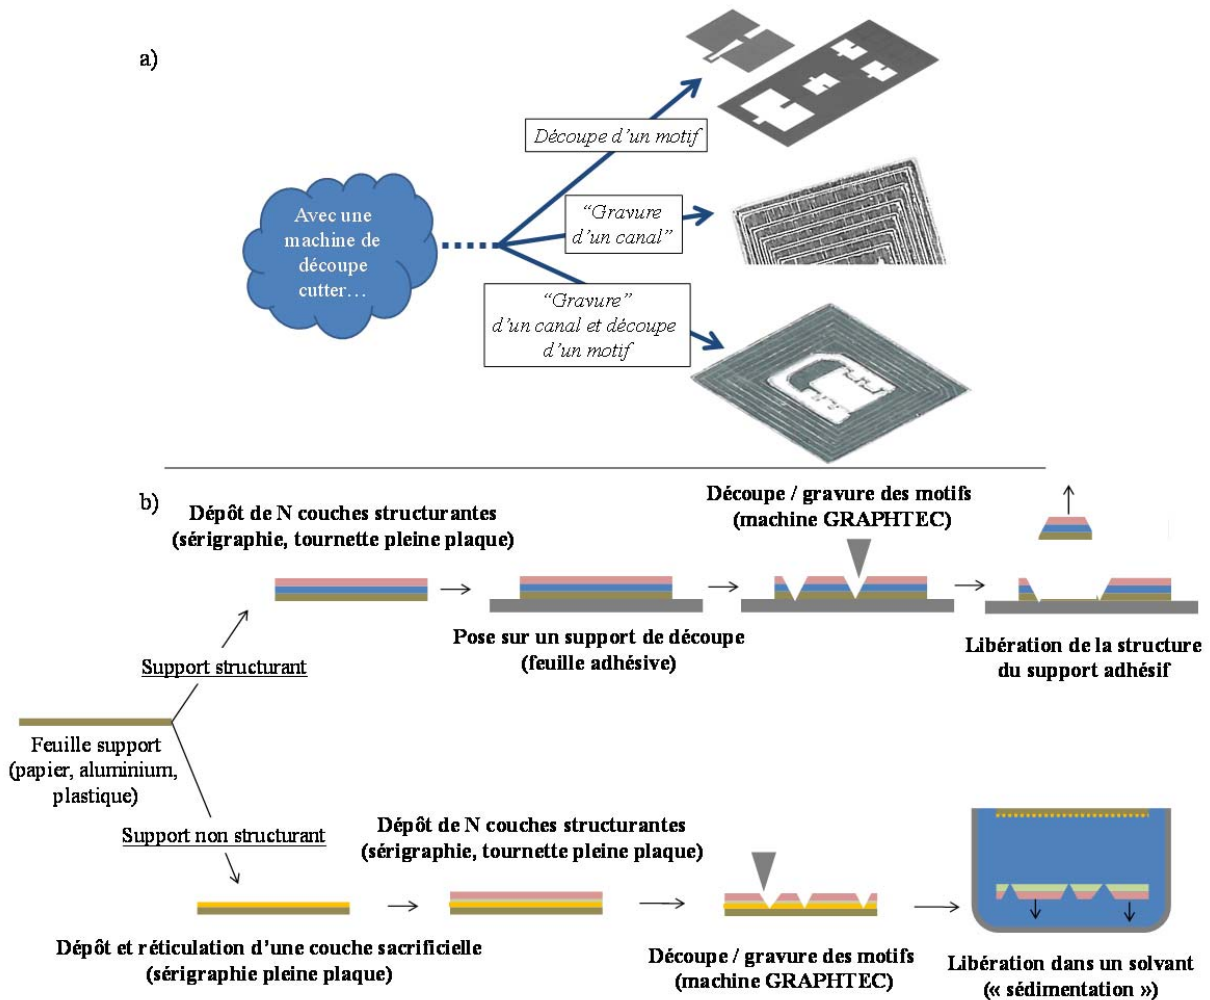 a)
Découpe d’un motif
Avec une
machine de
découpe
cutter…
“Gravure
d’un canal”
“Gravure”
d’un canal et découpe
d’un motif
b)
Dépôt de N couches structurantes
(sérigraphie, tournette pleine plaque)
Découpe / gravure des motifs
(machine GRAPHTEC)
Pose sur un support de découpe
(feuille adhésive)
Libération de la structure
du support adhésif
Support structurant
Feuille support
(papier, aluminium,
plastique)
Support non structurant
Dépôt de N couches structurantes
(sérigraphie, tournette pleine plaque)
Dépôt et réticulation d’une couche sacrificielle
(sérigraphie pleine plaque)
Découpe / gravure des motifs
(machine GRAPHTEC)
Libération dans un solvant
(« sédimentation »)